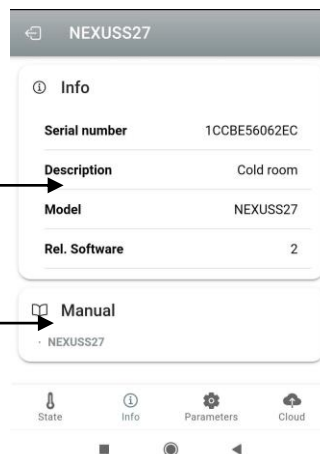 NEXUSS27
Info
Serial number 1CCBE56062EC
Description Cold room
Model NEXUSS27
Rel. Software 2
Manual
· NEXUSS27
State Info Parameters Cloud